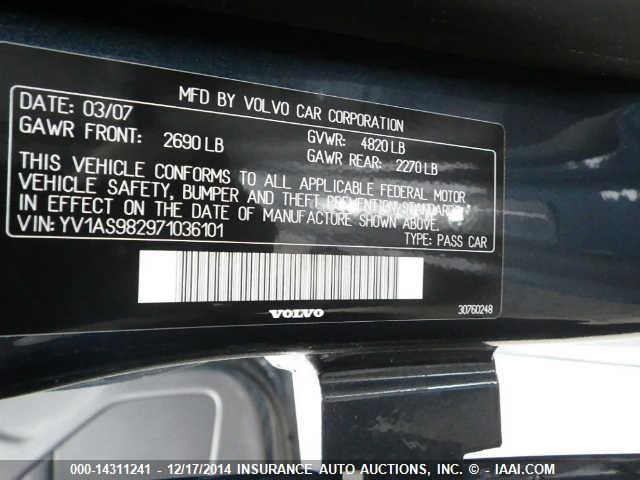 MFD BY VOLVO CAR CORPORATION
DATE: 03/07
GAWR FRONT: 2690 LB
GVWR: 4820 LB
GAWR REAR: 2270 LB
THIS VEHICLE CONFORMS TO ALL APPLICABLE FEDERAL MOTOR
VEHICLE SAFETY, BUMPER AND THEFT PREVENTION STANDARDS
IN EFFECT ON THE DATE OF MANUFACTURE SHOWN ABOVE.
VIN: YV1AS982971036101
TYPE: PASS CAR
VOLVO
30760248
000-14311241 - 12/17/2014 INSURANCE AUTO AUCTIONS, INC. - © IAAI.COM